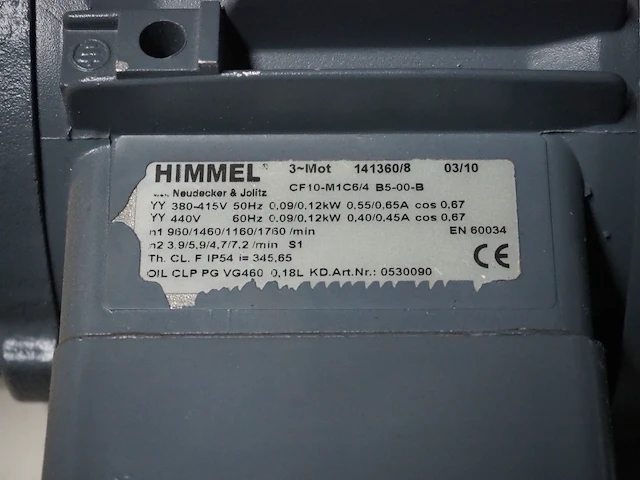 HIMMEL® 3~Mot 141360/8 03/10
Neudecker & Jolitz CF10-M1C6/4 B5-00-B
YY 380-415V 50Hz 0,09/0,12kW 0,55/0,65A cos 0,67
YY 440V 60Hz 0,09/0,12kW 0,40/0,45A cos 0,67
n1 960/1460/1160/1760 /min EN 60034
n2 3,9/5,9/4,7/7,2 /min S1
Th. CL. F IP54 i= 345,65
OIL CLP PG VG460 0,18L KD.Art.Nr.: 0530090
CE